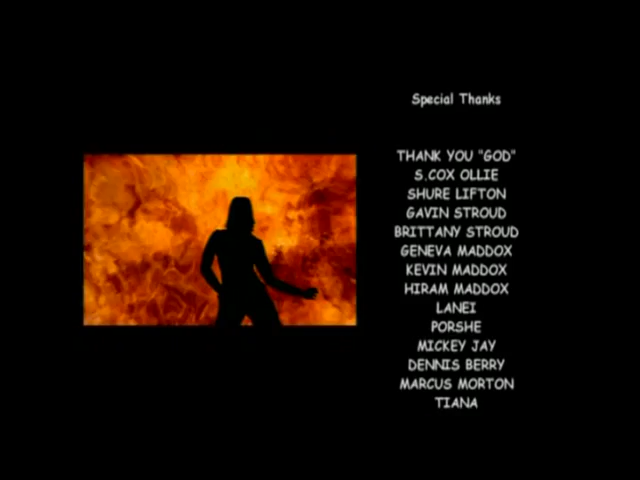 Special Thanks
THANK YOU "GOD"
S.COX OLLIE
SHURE LIFTON
GAVIN STROUD
BRITTANY STROUD
GENEVA MADDOX
KEVIN MADDOX
HIRAM MADDOX
LANEI
PORSHE
MICKEY JAY
DENNIS BERRY
MARCUS MORTON
TIANA